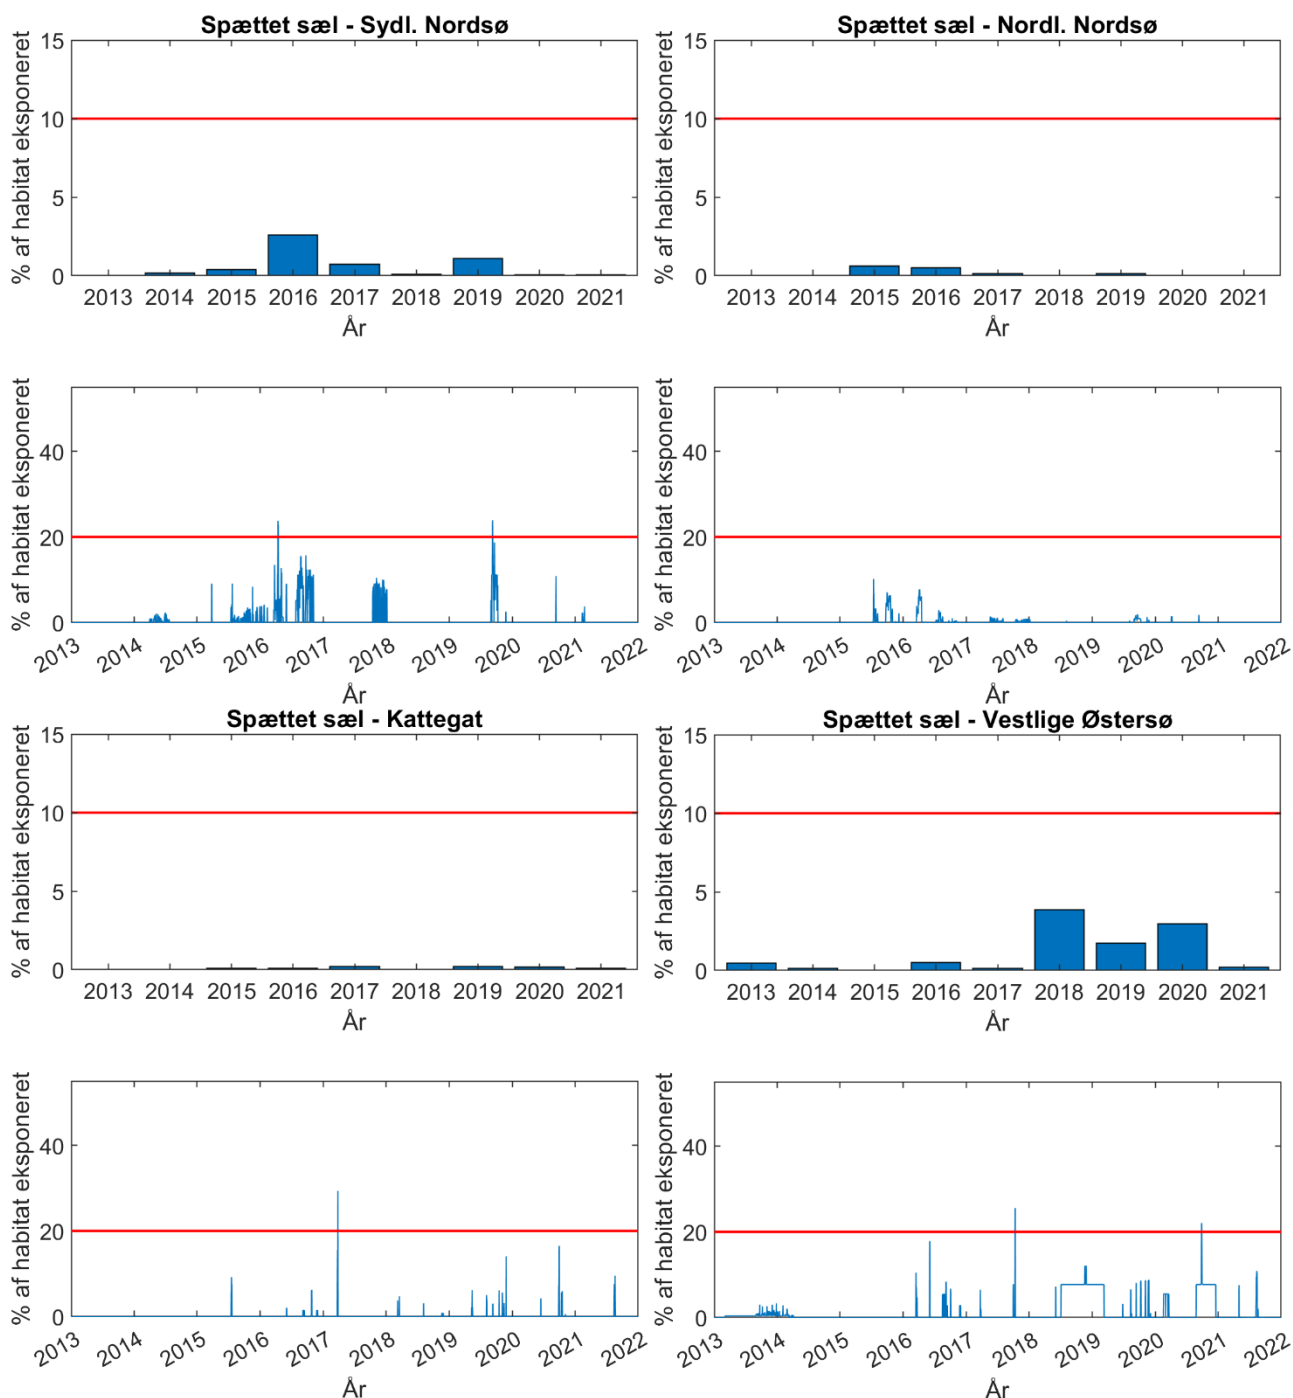 Spættet sæl - Sydl. Nordsø
% af habitat eksponeret
15
10
5
0
2013 2014 2015 2016 2017 2018 2019 2020 2021
År
Spættet sæl - Nordl. Nordsø
% af habitat eksponeret
15
10
5
0
2013 2014 2015 2016 2017 2018 2019 2020 2021
År
% af habitat eksponeret
40
20
0
2013 2014 2015 2016 2017 2018 2019 2020 2021 2022
År
% af habitat eksponeret
40
20
0
2013 2014 2015 2016 2017 2018 2019 2020 2021 2022
År
Spættet sæl - Kattegat
% af habitat eksponeret
15
10
5
0
2013 2014 2015 2016 2017 2018 2019 2020 2021
År
Spættet sæl - Vestlige Østersø
% af habitat eksponeret
15
10
5
0
2013 2014 2015 2016 2017 2018 2019 2020 2021
År
% af habitat eksponeret
40
20
0
2013 2014 2015 2016 2017 2018 2019 2020 2021 2022
År
% af habitat eksponeret
40
20
0
2013 2014 2015 2016 2017 2018 2019 2020 2021 2022
År